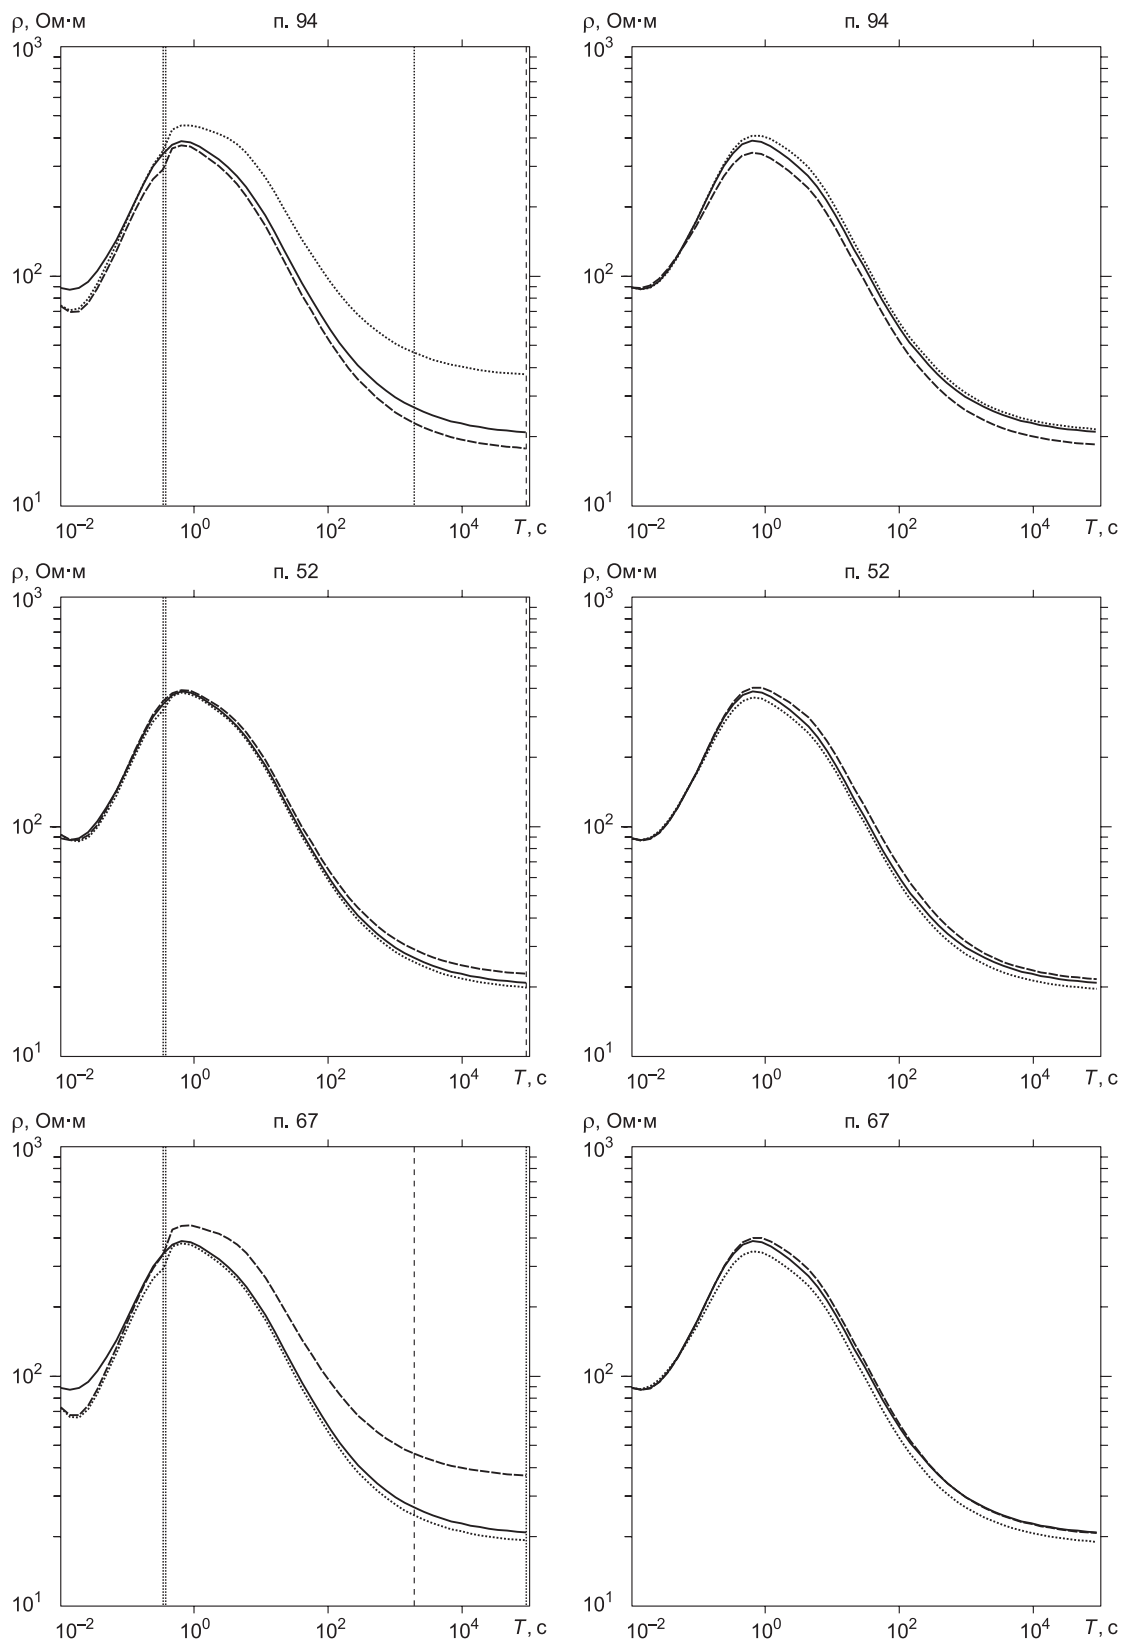 ρ, Ом·м п. 94 п. 94
10³ 10³
10² 10²
10¹ 10¹
10⁻² 10⁰ 10² 10⁴ T, с 10⁻² 10⁰ 10² 10⁴ T, с
ρ, Ом·м п. 52 ρ, Ом·м п. 52
10³ 10³
10² 10²
10¹ 10¹
10⁻² 10⁰ 10² 10⁴ T, с 10⁻² 10⁰ 10² 10⁴ T, с
ρ, Ом·м п. 67 ρ, Ом·м п. 67
10³ 10³
10² 10²
10¹ 10¹
10⁻² 10⁰ 10² 10⁴ T, с 10⁻² 10⁰ 10² 10⁴ T, с